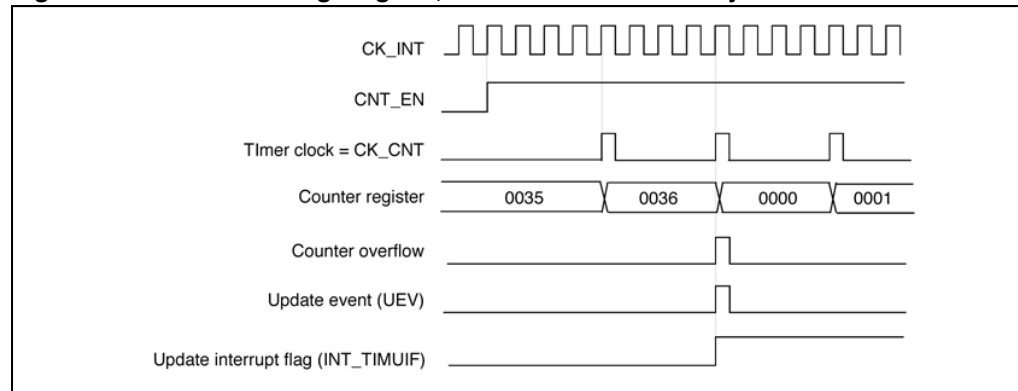 CK_INT
CNT_EN
TImer clock = CK_CNT
Counter register 0035 0036 0000 0001
Counter overflow
Update event (UEV)
Update interrupt flag (INT_TIMUIF)